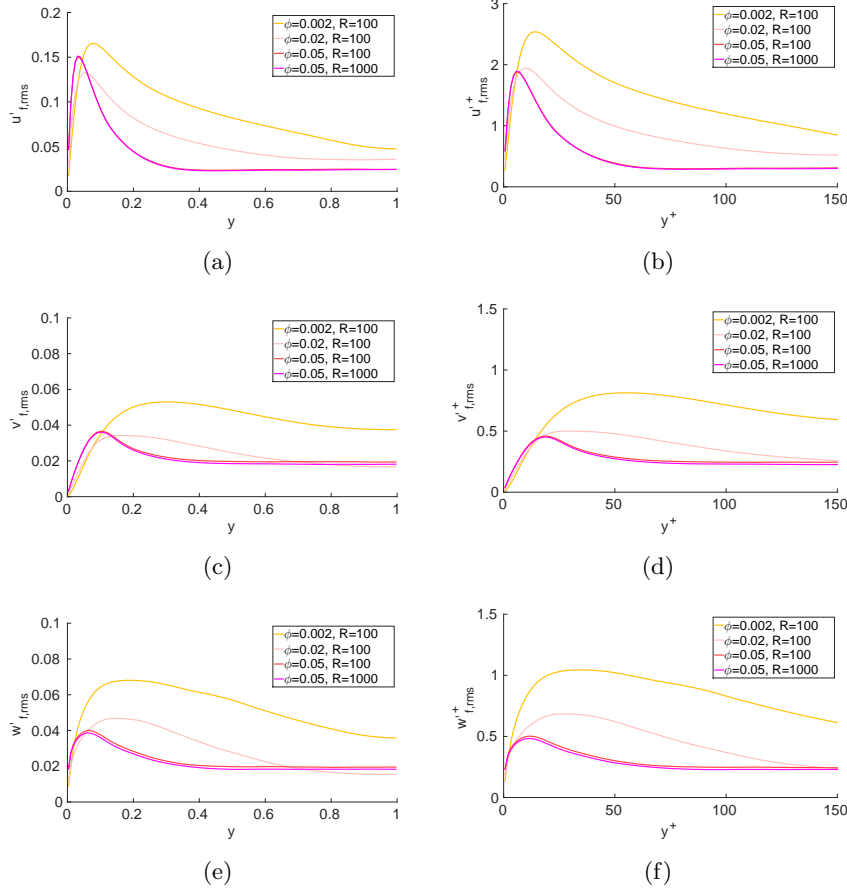 0.2
0.15
0.1
0.05
0
u'f,rms
0 0.2 0.4 0.6 0.8 1
y
ϕ=0.002, R=100
ϕ=0.02, R=100
ϕ=0.05, R=100
ϕ=0.05, R=1000
(a)
3
2
1
0
u'+f,rms
0 50 100 150
y+
ϕ=0.002, R=100
ϕ=0.02, R=100
ϕ=0.05, R=100
ϕ=0.05, R=1000
(b)
0.1
0.08
0.06
0.04
0.02
0
v'f,rms
0 0.2 0.4 0.6 0.8 1
y
ϕ=0.002, R=100
ϕ=0.02, R=100
ϕ=0.05, R=100
ϕ=0.05, R=1000
(c)
1.5
1
0.5
0
v'+f,rms
0 50 100 150
y+
ϕ=0.002, R=100
ϕ=0.02, R=100
ϕ=0.05, R=100
ϕ=0.05, R=1000
(d)
0.1
0.08
0.06
0.04
0.02
0
w'f,rms
0 0.2 0.4 0.6 0.8 1
y
ϕ=0.002, R=100
ϕ=0.02, R=100
ϕ=0.05, R=100
ϕ=0.05, R=1000
(e)
1.5
1
0.5
0
w'+f,rms
0 50 100 150
y+
ϕ=0.002, R=100
ϕ=0.02, R=100
ϕ=0.05, R=100
ϕ=0.05, R=1000
(f)